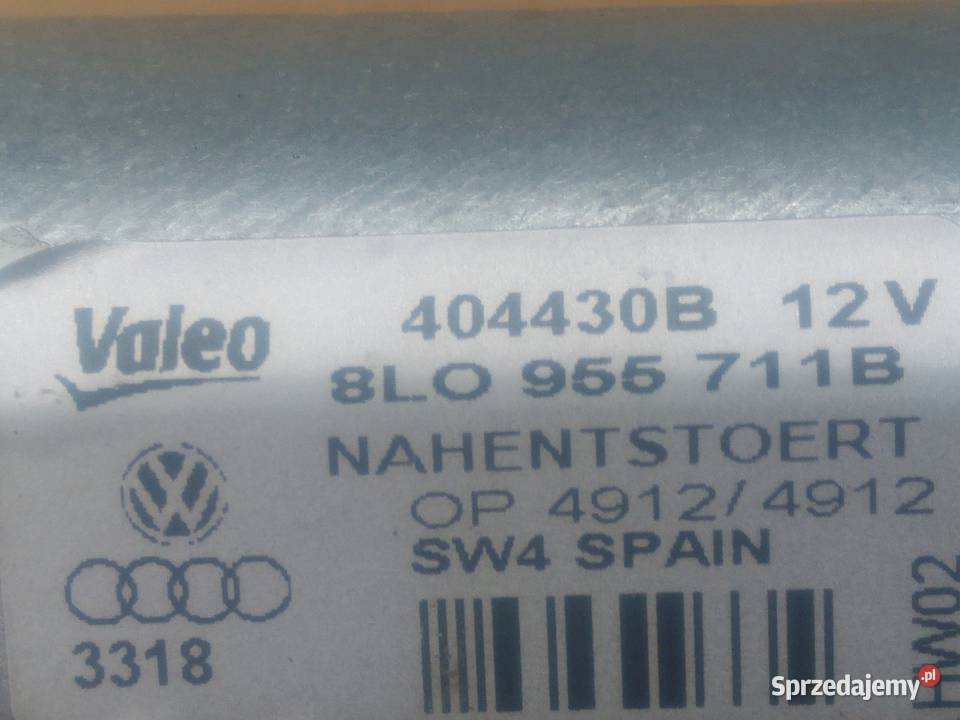 Valeo 404430B 12V
8LO 955 711B
NAHENTSTOERT
OP 4912/4912
SW4 SPAIN
3318
HW02
Sprzedajemy.pl